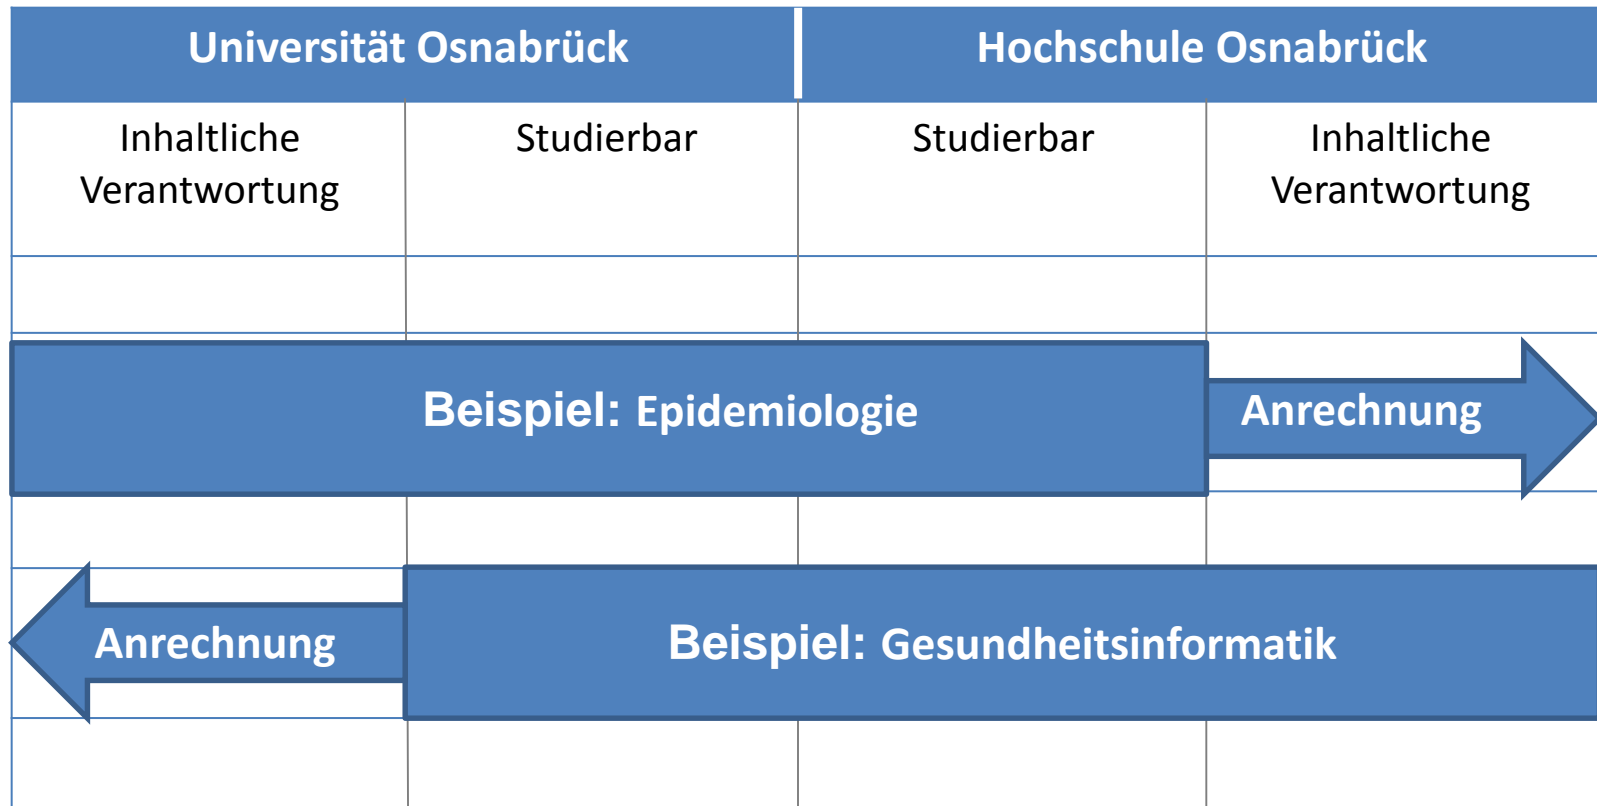 Universität Osnabrück
Hochschule Osnabrück
Inhaltliche
Verantwortung
Studierbar
Studierbar
Inhaltliche
Verantwortung
Beispiel: Epidemiologie
Anrechnung
Anrechnung
Beispiel: Gesundheitsinformatik